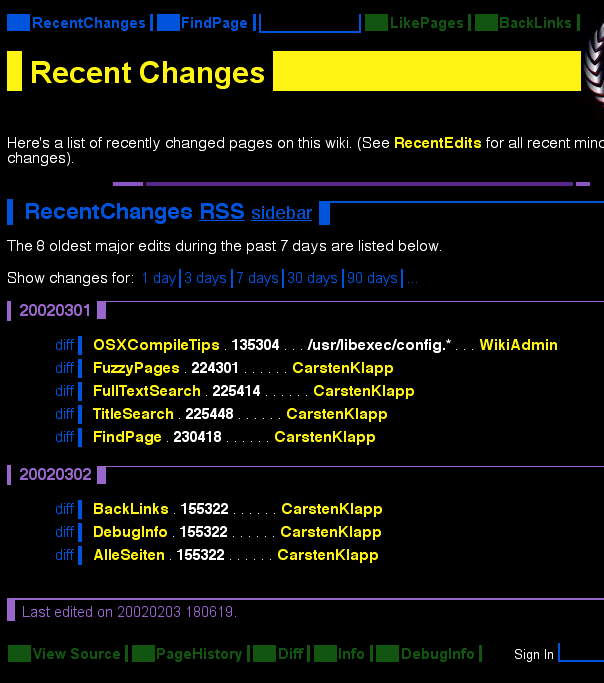 RecentChanges FindPage LikePages BackLinks
Recent Changes
Here's a list of recently changed pages on this wiki. (See RecentEdits for all recent minor
changes).
RecentChanges RSS sidebar
The 8 oldest major edits during the past 7 days are listed below.
Show changes for: 1 day 3 days 7 days 30 days 90 days ...
20020301
diff OSXCompileTips . 135304 . . . /usr/libexec/config.* . . . WikiAdmin
diff FuzzyPages . 224301 . . . . . . CarstenKlapp
diff FullTextSearch . 225414 . . . . . . CarstenKlapp
diff TitleSearch . 225448 . . . . . . CarstenKlapp
diff FindPage . 230418 . . . . . . CarstenKlapp
20020302
diff BackLinks . 155322 . . . . . . CarstenKlapp
diff DebugInfo . 155322 . . . . . . CarstenKlapp
diff AlleSeiten . 155322 . . . . . . CarstenKlapp
Last edited on 20020203 180619.
View Source PageHistory Diff Info DebugInfo Sign In